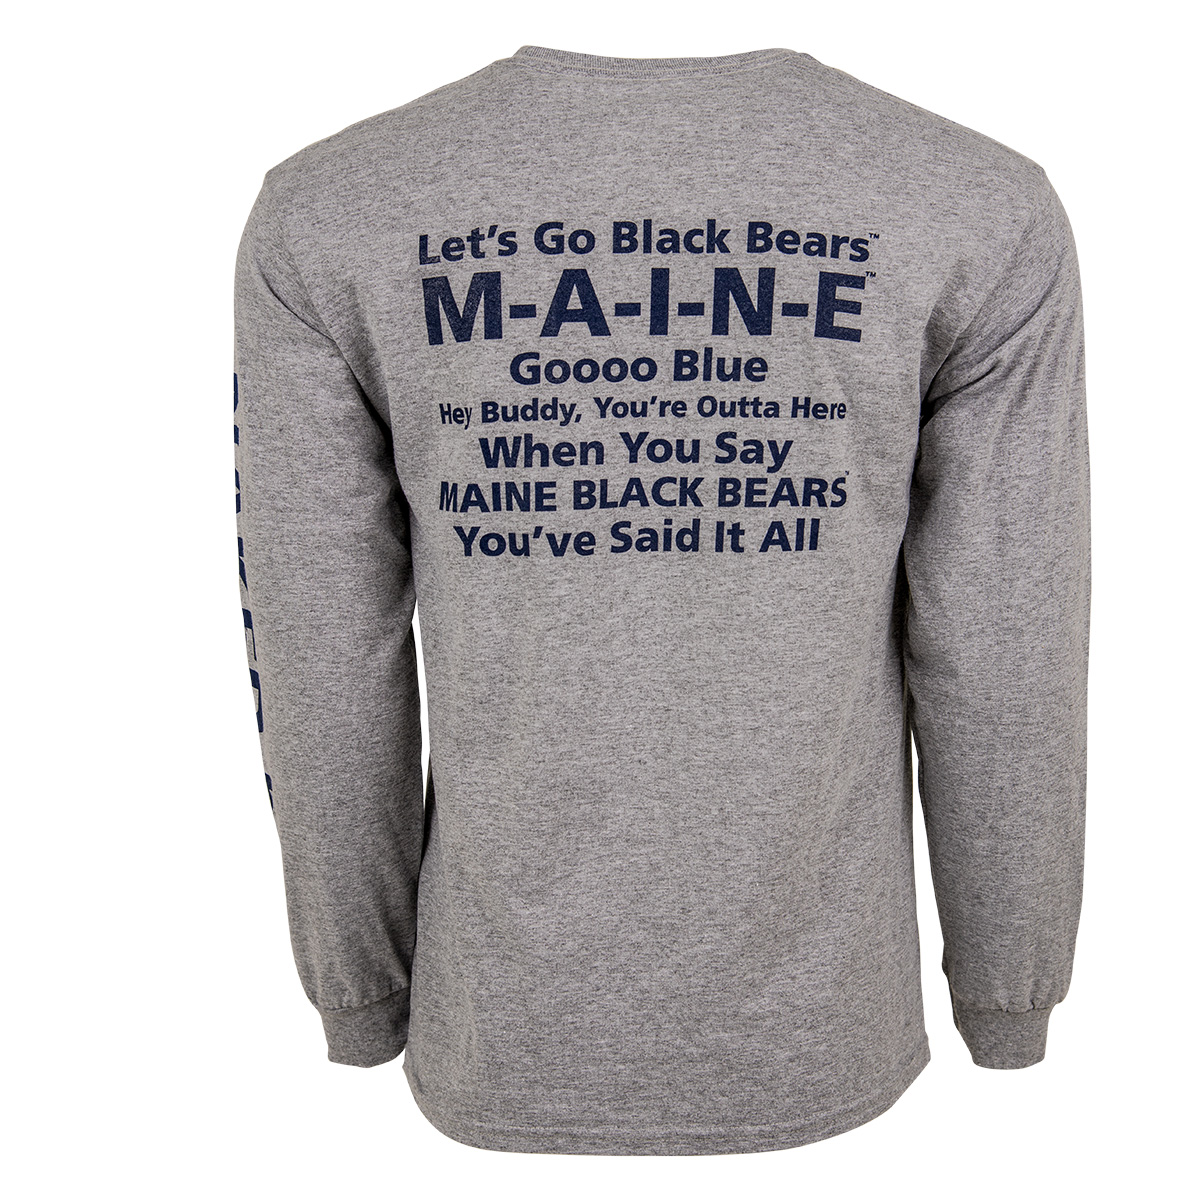 Let's Go Black Bears™
M-A-I-N-E™
Goooo Blue
Hey Buddy, You're Outta Here
When You Say
MAINE BLACK BEARS™
You've Said It All